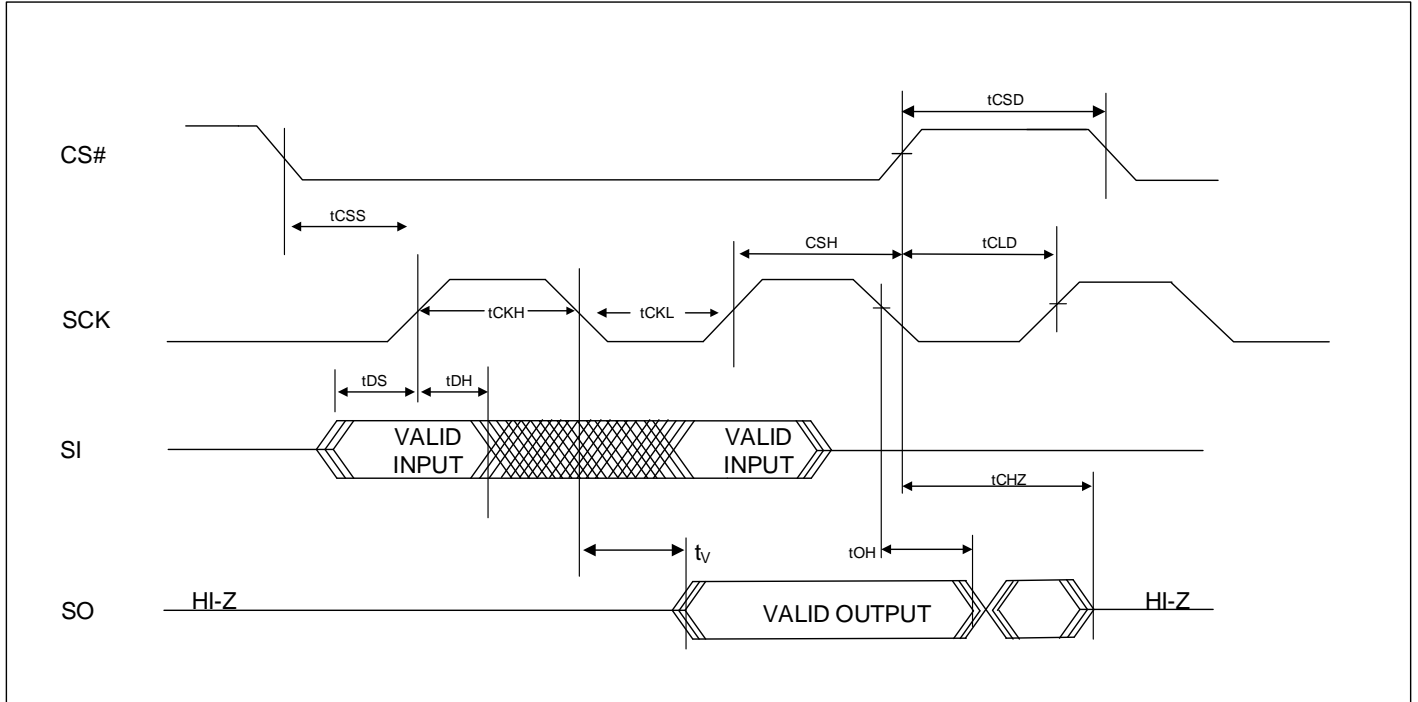 tCSD
CS#
tCSS
CSH
tCLD
SCK
tCKH
tCKL
tDS
tDH
SI
VALID
INPUT
VALID
INPUT
tCHZ
tV
tOH
SO
HI-Z
VALID OUTPUT
HI-Z